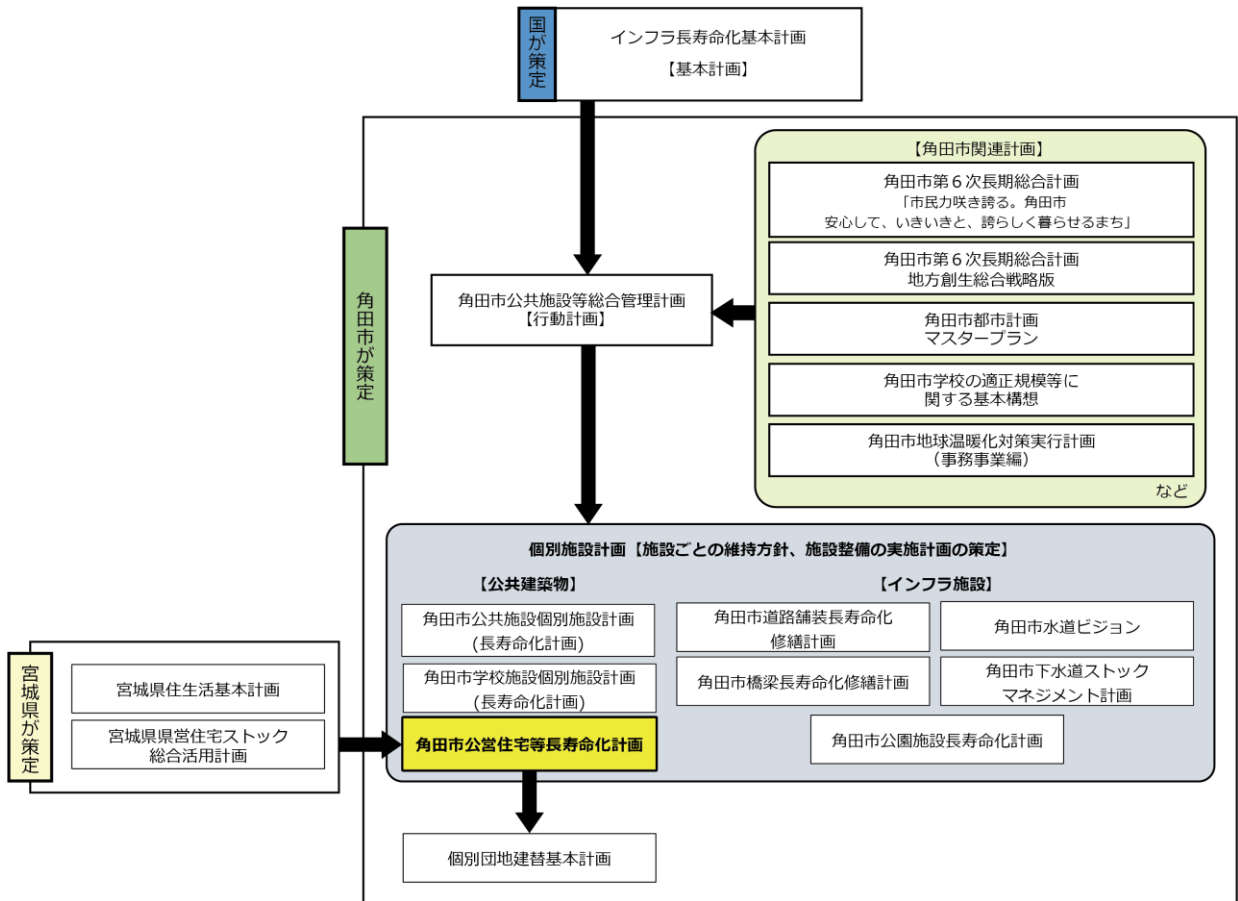 国が策定
インフラ長寿命化基本計画
【基本計画】
角田市が策定
【角田市関連計画】
角田市第６次長期総合計画
「市民力咲き誇る。角田市
安心して、いきいきと、誇らしく暮らせるまち」
角田市第６次長期総合計画
地方創生総合戦略版
角田市都市計画
マスタープラン
角田市学校の適正規模等に
関する基本構想
角田市地球温暖化対策実行計画
（事務事業編）
など
角田市公共施設等総合管理計画
【行動計画】
個別施設計画【施設ごとの維持方針、施設整備の実施計画の策定】
【公共建築物】
角田市公共施設個別施設計画
(長寿命化計画)
角田市学校施設個別施設計画
(長寿命化計画)
角田市公営住宅等長寿命化計画
【インフラ施設】
角田市道路舗装長寿命化
修繕計画
角田市水道ビジョン
角田市橋梁長寿命化修繕計画
角田市下水道ストック
マネジメント計画
角田市公園施設長寿命化計画
宮城県が策定
宮城県住生活基本計画
宮城県県営住宅ストック
総合活用計画
個別団地建替基本計画